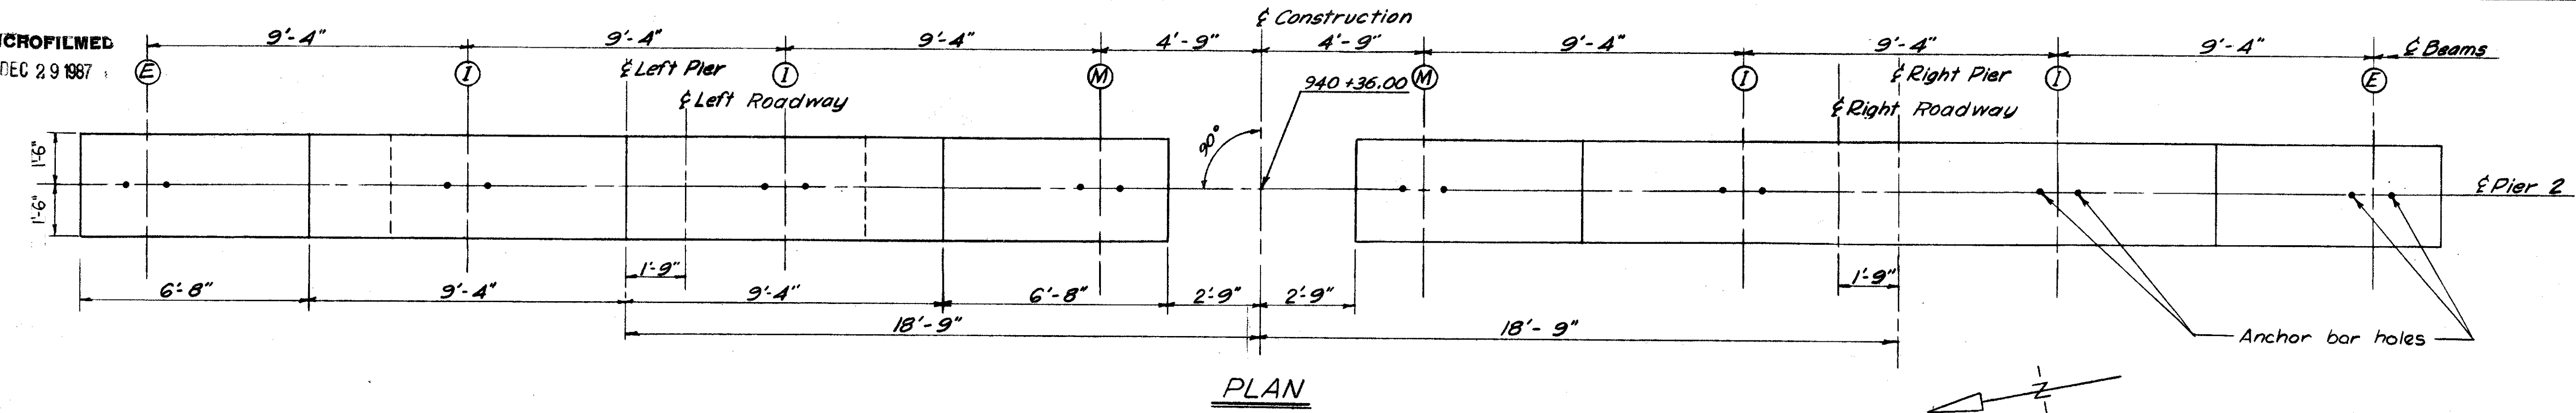 ICROFILMED
DEC 29 1987
℄ Construction
9'-4" 9'-4" 9'-4" 4'-9" 4'-9" 9'-4" 9'-4" 9'-4" ℄ Beams
E I ℄ Left Pier I M 940+36.00 M I ℄ Right Pier I E
℄ Left Roadway ℄ Right Roadway
1'-6" 90°
1'-6" ℄ Pier 2
1'-9" 1'-9"
6'-8" 9'-4" 9'-4" 6'-8" 2'-9" 2'-9"
18'-9" 18'-9"
Anchor bar holes
PLAN
N